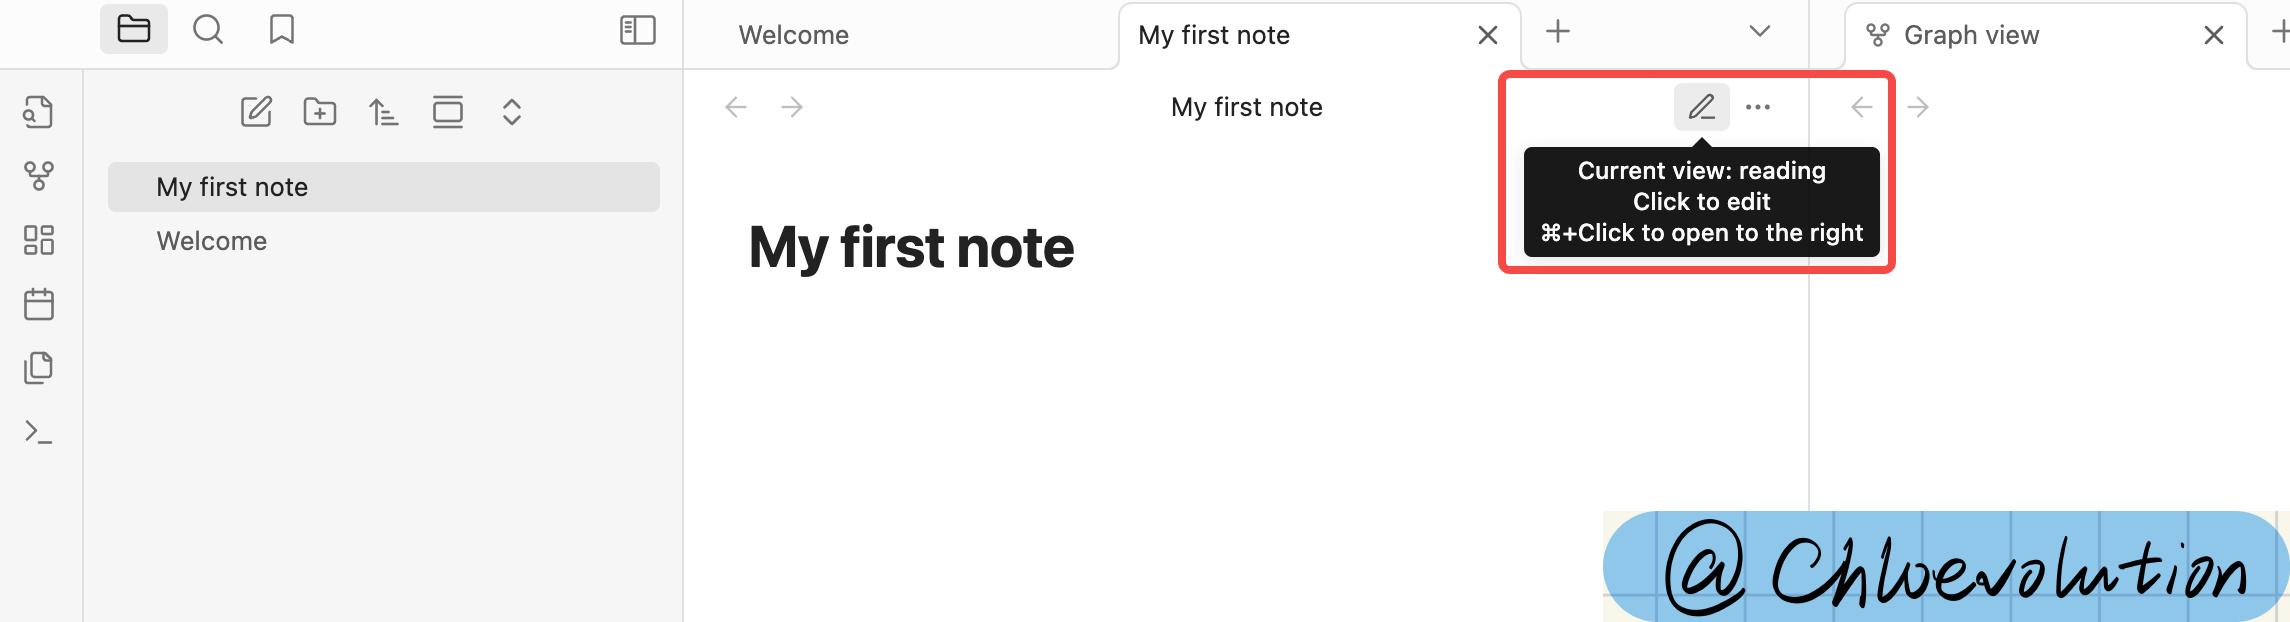 Welcome
My first note
Graph view
My first note
My first note
Welcome
My first note
Current view: reading
Click to edit
⌘+Click to open to the right
@Chloevolution